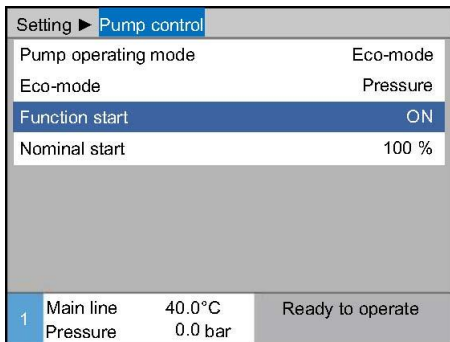 Setting ► Pump control
Pump operating mode Eco-mode
Eco-mode Pressure
Function start ON
Nominal start 100 %
1 Main line 40.0°C Ready to operate
Pressure 0.0 bar